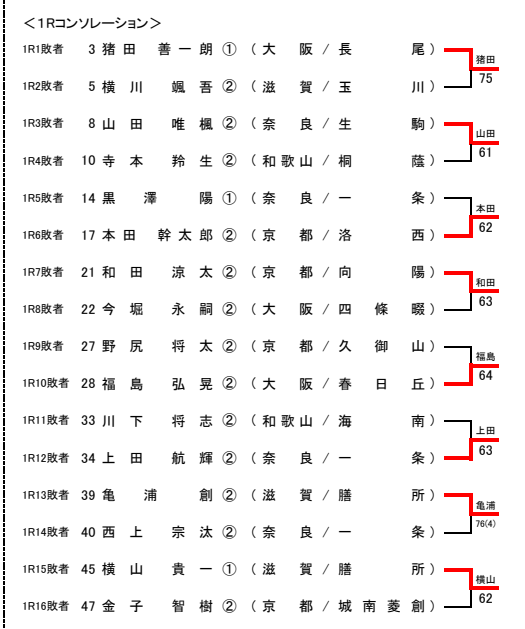 ＜1Rコンソレーション＞
1R1敗者 3 猪田 善一朗 ① （大阪/長尾）
猪田
75
1R2敗者 5 横川 颯吾 ② （滋賀/玉川）
1R3敗者 8 山田 唯楓 ② （奈良/生駒）
山田
61
1R4敗者 10 寺本 羚生 ② （和歌山/桐蔭）
1R5敗者 14 黒澤 陽 ① （奈良/一条）
本田
62
1R6敗者 17 本田 幹太郎 ② （京都/洛西）
1R7敗者 21 和田 涼太 ② （京都/向陽）
和田
63
1R8敗者 22 今堀 永嗣 ② （大阪/四條畷）
1R9敗者 27 野尻 将太 ② （京都/久御山）
福島
64
1R10敗者 28 福島 弘晃 ② （大阪/春日丘）
1R11敗者 33 川下 将志 ② （和歌山/海南）
上田
63
1R12敗者 34 上田 航輝 ② （奈良/一条）
1R13敗者 39 亀浦 創 ② （滋賀/膳所）
亀浦
76(4)
1R14敗者 40 西上 宗汰 ② （奈良/一条）
1R15敗者 45 横山 貴一 ① （滋賀/膳所）
横山
62
1R16敗者 47 金子 智樹 ② （京都/城南菱創）